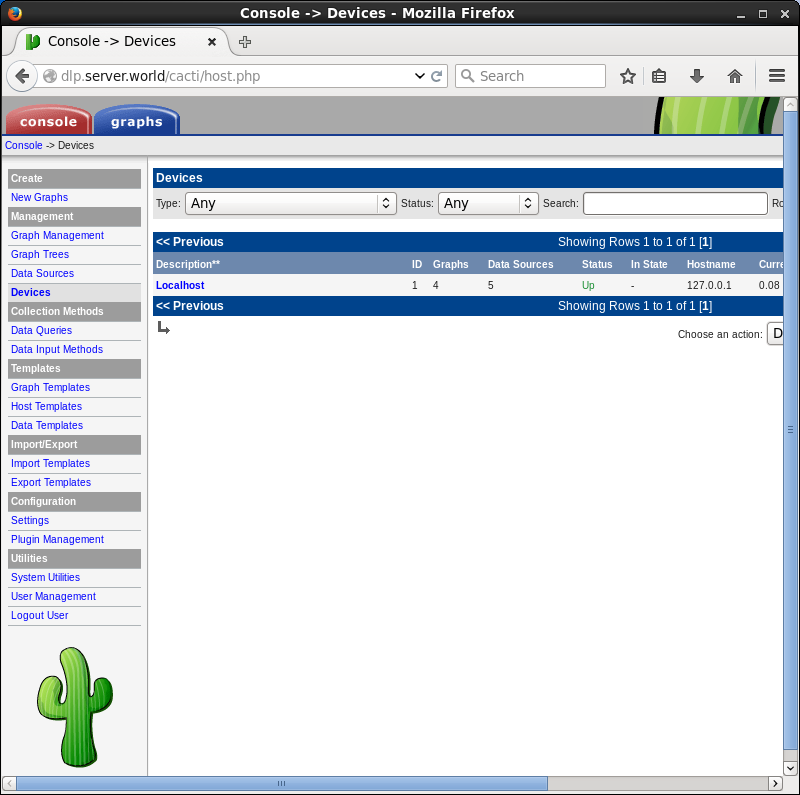 Console -> Devices - Mozilla Firefox
Console -> Devices
dlp.server.world/cacti/host.php
Search
console
graphs
Console -> Devices
Create
New Graphs
Management
Graph Management
Graph Trees
Data Sources
Devices
Collection Methods
Data Queries
Data Input Methods
Templates
Graph Templates
Host Templates
Data Templates
Import/Export
Import Templates
Export Templates
Configuration
Settings
Plugin Management
Utilities
System Utilities
User Management
Logout User
Devices
Type: Any Status: Any Search: Ro
<< Previous Showing Rows 1 to 1 of 1 [1]
Description** ID Graphs Data Sources Status In State Hostname Curre
Localhost 1 4 5 Up - 127.0.0.1 0.08
<< Previous Showing Rows 1 to 1 of 1 [1]
Choose an action: D